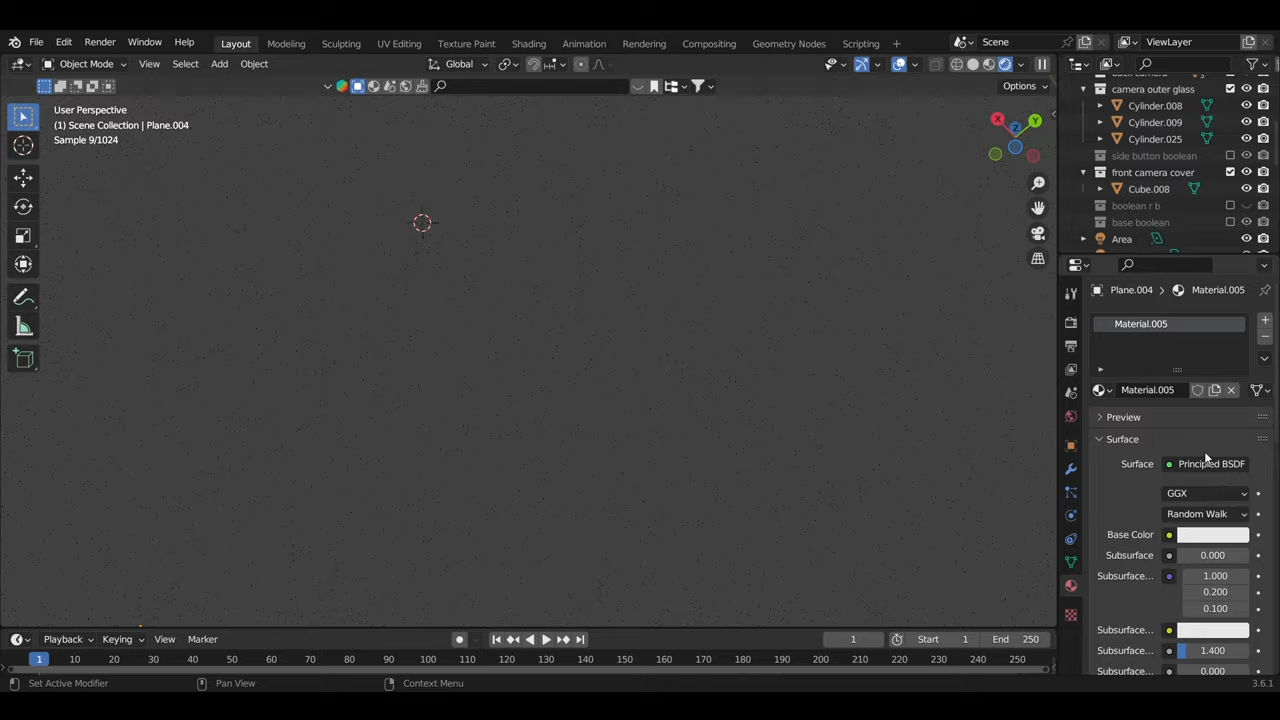 File Edit Render Window Help Layout Modeling Sculpting UV Editing Texture Paint Shading Animation Rendering Compositing Geometry Nodes Scripting + Scene ViewLayer
Object Mode View Select Add Object Global
Options
User Perspective
(1) Scene Collection | Plane.004
Sample 9/1024
X Y Z
camera outer glass
Cylinder.008
Cylinder.009
Cylinder.025
side button boolean
front camera cover
Cube.008
boolean r b
base boolean
Area
Plane.004 > Material.005
Material.005
Material.005
Preview
Surface
Surface Principled BSDF
GGX
Random Walk
Base Color
Subsurface 0.000
Subsurface... 1.000
0.200
0.100
Subsurface...
Subsurface... 1.400
Subsurface... 0.000
Playback Keying View Marker 1 Start 1 End 250
1 10 20 30 40 50 60 70 80 90 100 110 120 130 140 150 160 170 180 190 200 210 220 230 240 250
Set Active Modifier Pan View Context Menu 3.6.1